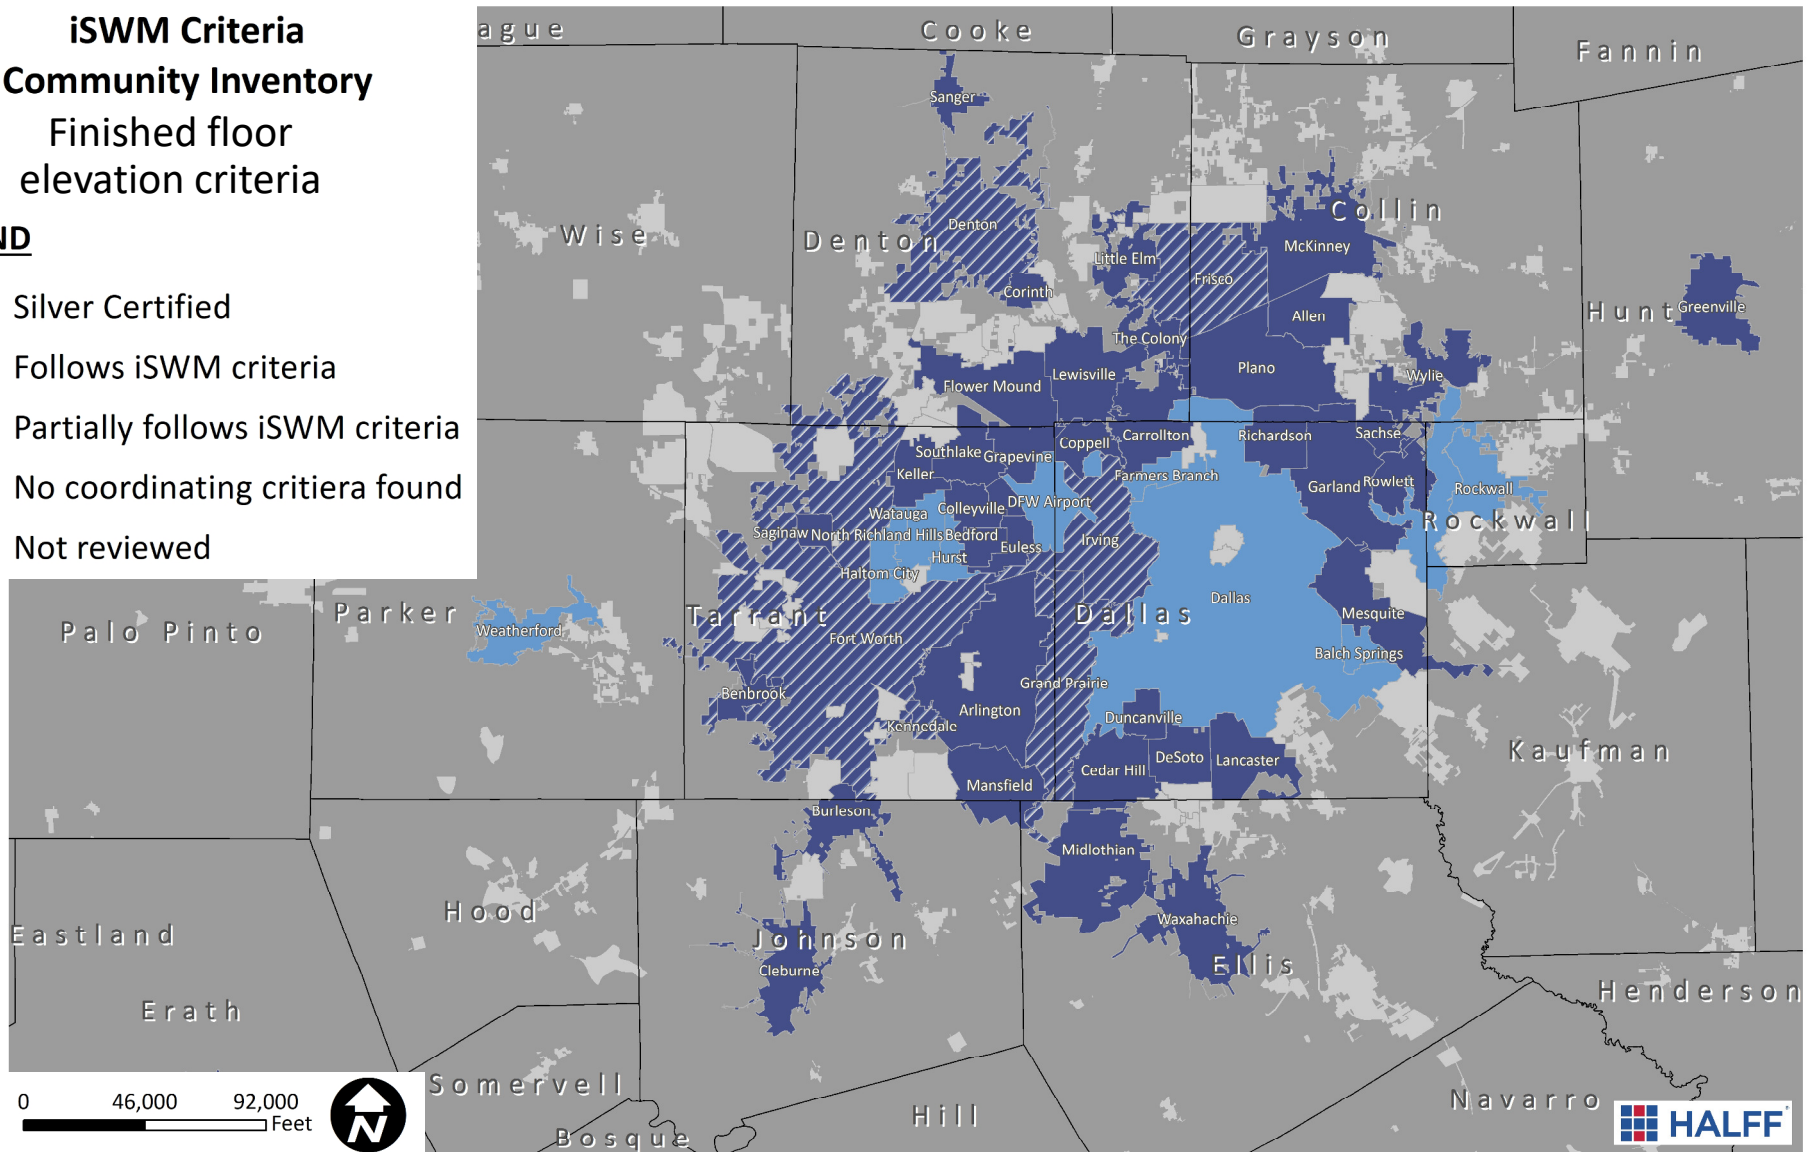 iSWM Criteria
Community Inventory
Finished floor
elevation criteria
ND
Silver Certified
Follows iSWM criteria
Partially follows iSWM criteria
No coordinating critiera found
Not reviewed
ague
Cooke
Grayson
Fannin
Sanger
Wise
Denton
Denton
Collin
McKinney
Little Elm
Frisco
Corinth
Allen
Hunt
Greenville
The Colony
Plano
Wylie
Flower Mound
Lewisville
Southlake
Grapevine
Coppell
Carrollton
Richardson
Sachse
Keller
Farmers Branch
Garland
Rowlett
Rockwall
Rockwall
Watauga
Colleyville
DFW Airport
Saginaw
North Richland Hills
Bedford
Euless
Irving
Hurst
Haltom City
Dallas
Dallas
Mesquite
Balch Springs
Palo Pinto
Parker
Weatherford
Tarrant
Fort Worth
Benbrook
Grand Prairie
Arlington
Kennedale
Duncanville
Cedar Hill
DeSoto
Lancaster
Kaufman
Mansfield
Burleson
Midlothian
Waxahachie
Ellis
Eastland
Hood
Johnson
Cleburne
Erath
Henderson
Somervell
Hill
Bosque
Navarro
0
46,000
92,000
Feet
N
HALFF